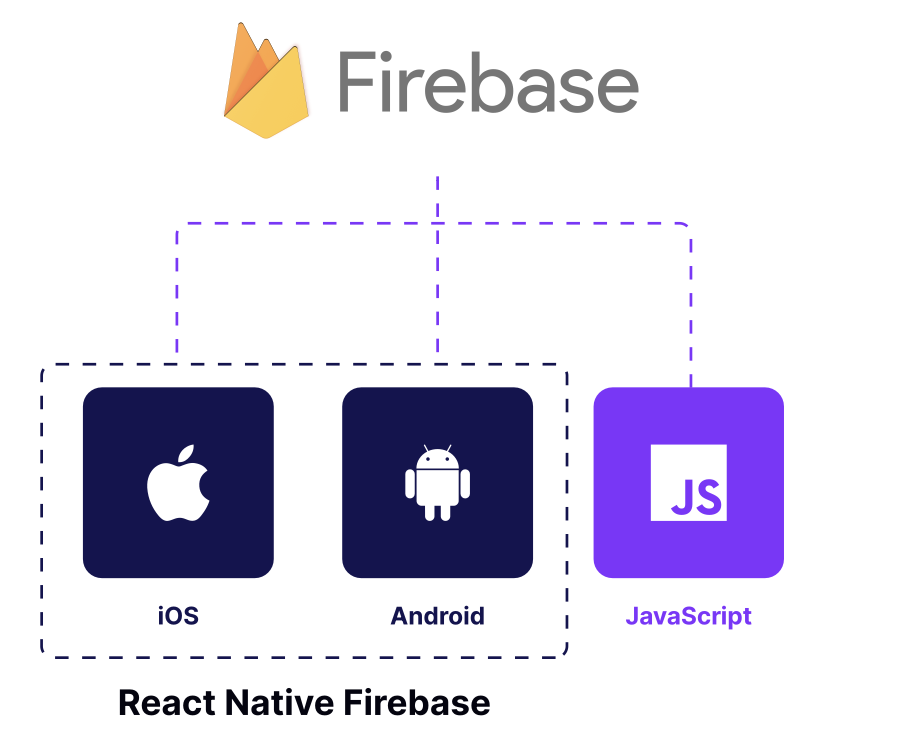 Firebase
JS
iOS
Android
JavaScript
React Native Firebase